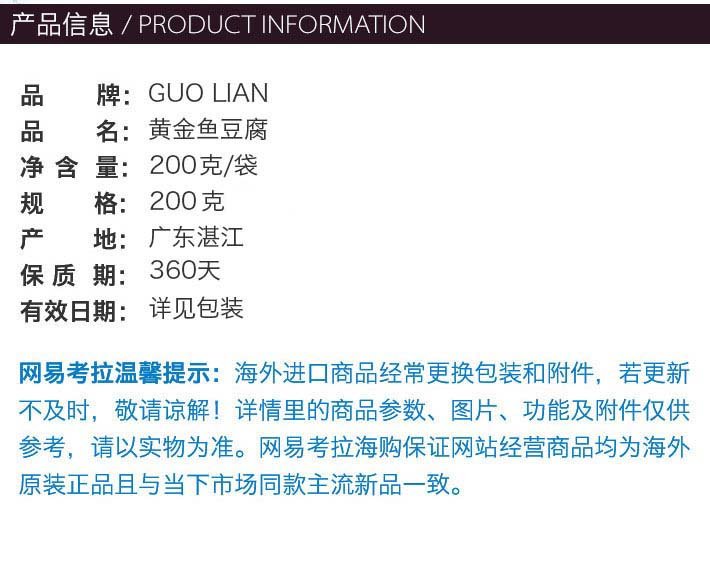 产品信息 / PRODUCT INFORMATION
品牌：GUO LIAN
品名：黄金鱼豆腐
净含量：200克/袋
规格：200克
产地：广东湛江
保质期：360天
有效日期：详见包装
网易考拉温馨提示：海外进口商品经常更换包装和附件，若更新
不及时，敬请谅解！详情里的商品参数、图片、功能及附件仅供
参考，请以实物为准。网易考拉海购保证网站经营商品均为海外
原装正品且与当下市场同款主流新品一致。